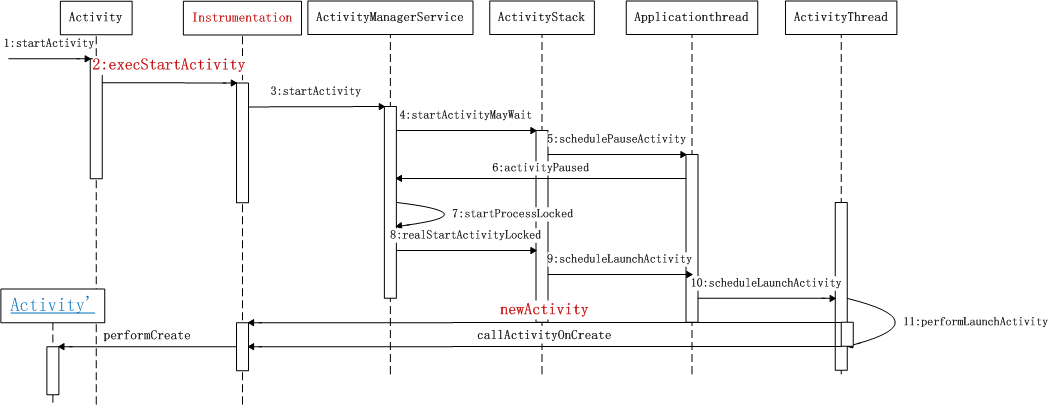 Activity
Instrumentation
ActivityManagerService
ActivityStack
Applicationthread
ActivityThread
1:startActivity
2:execStartActivity
3:startActivity
4:startActivityMayWait
5:schedulePauseActivity
6:activityPaused
7:startProcessLocked
8:realStartActivityLocked
9:scheduleLaunchActivity
10:scheduleLaunchActivity
Activity'
newActivity
11:performLaunchActivity
performCreate
callActivityOnCreate